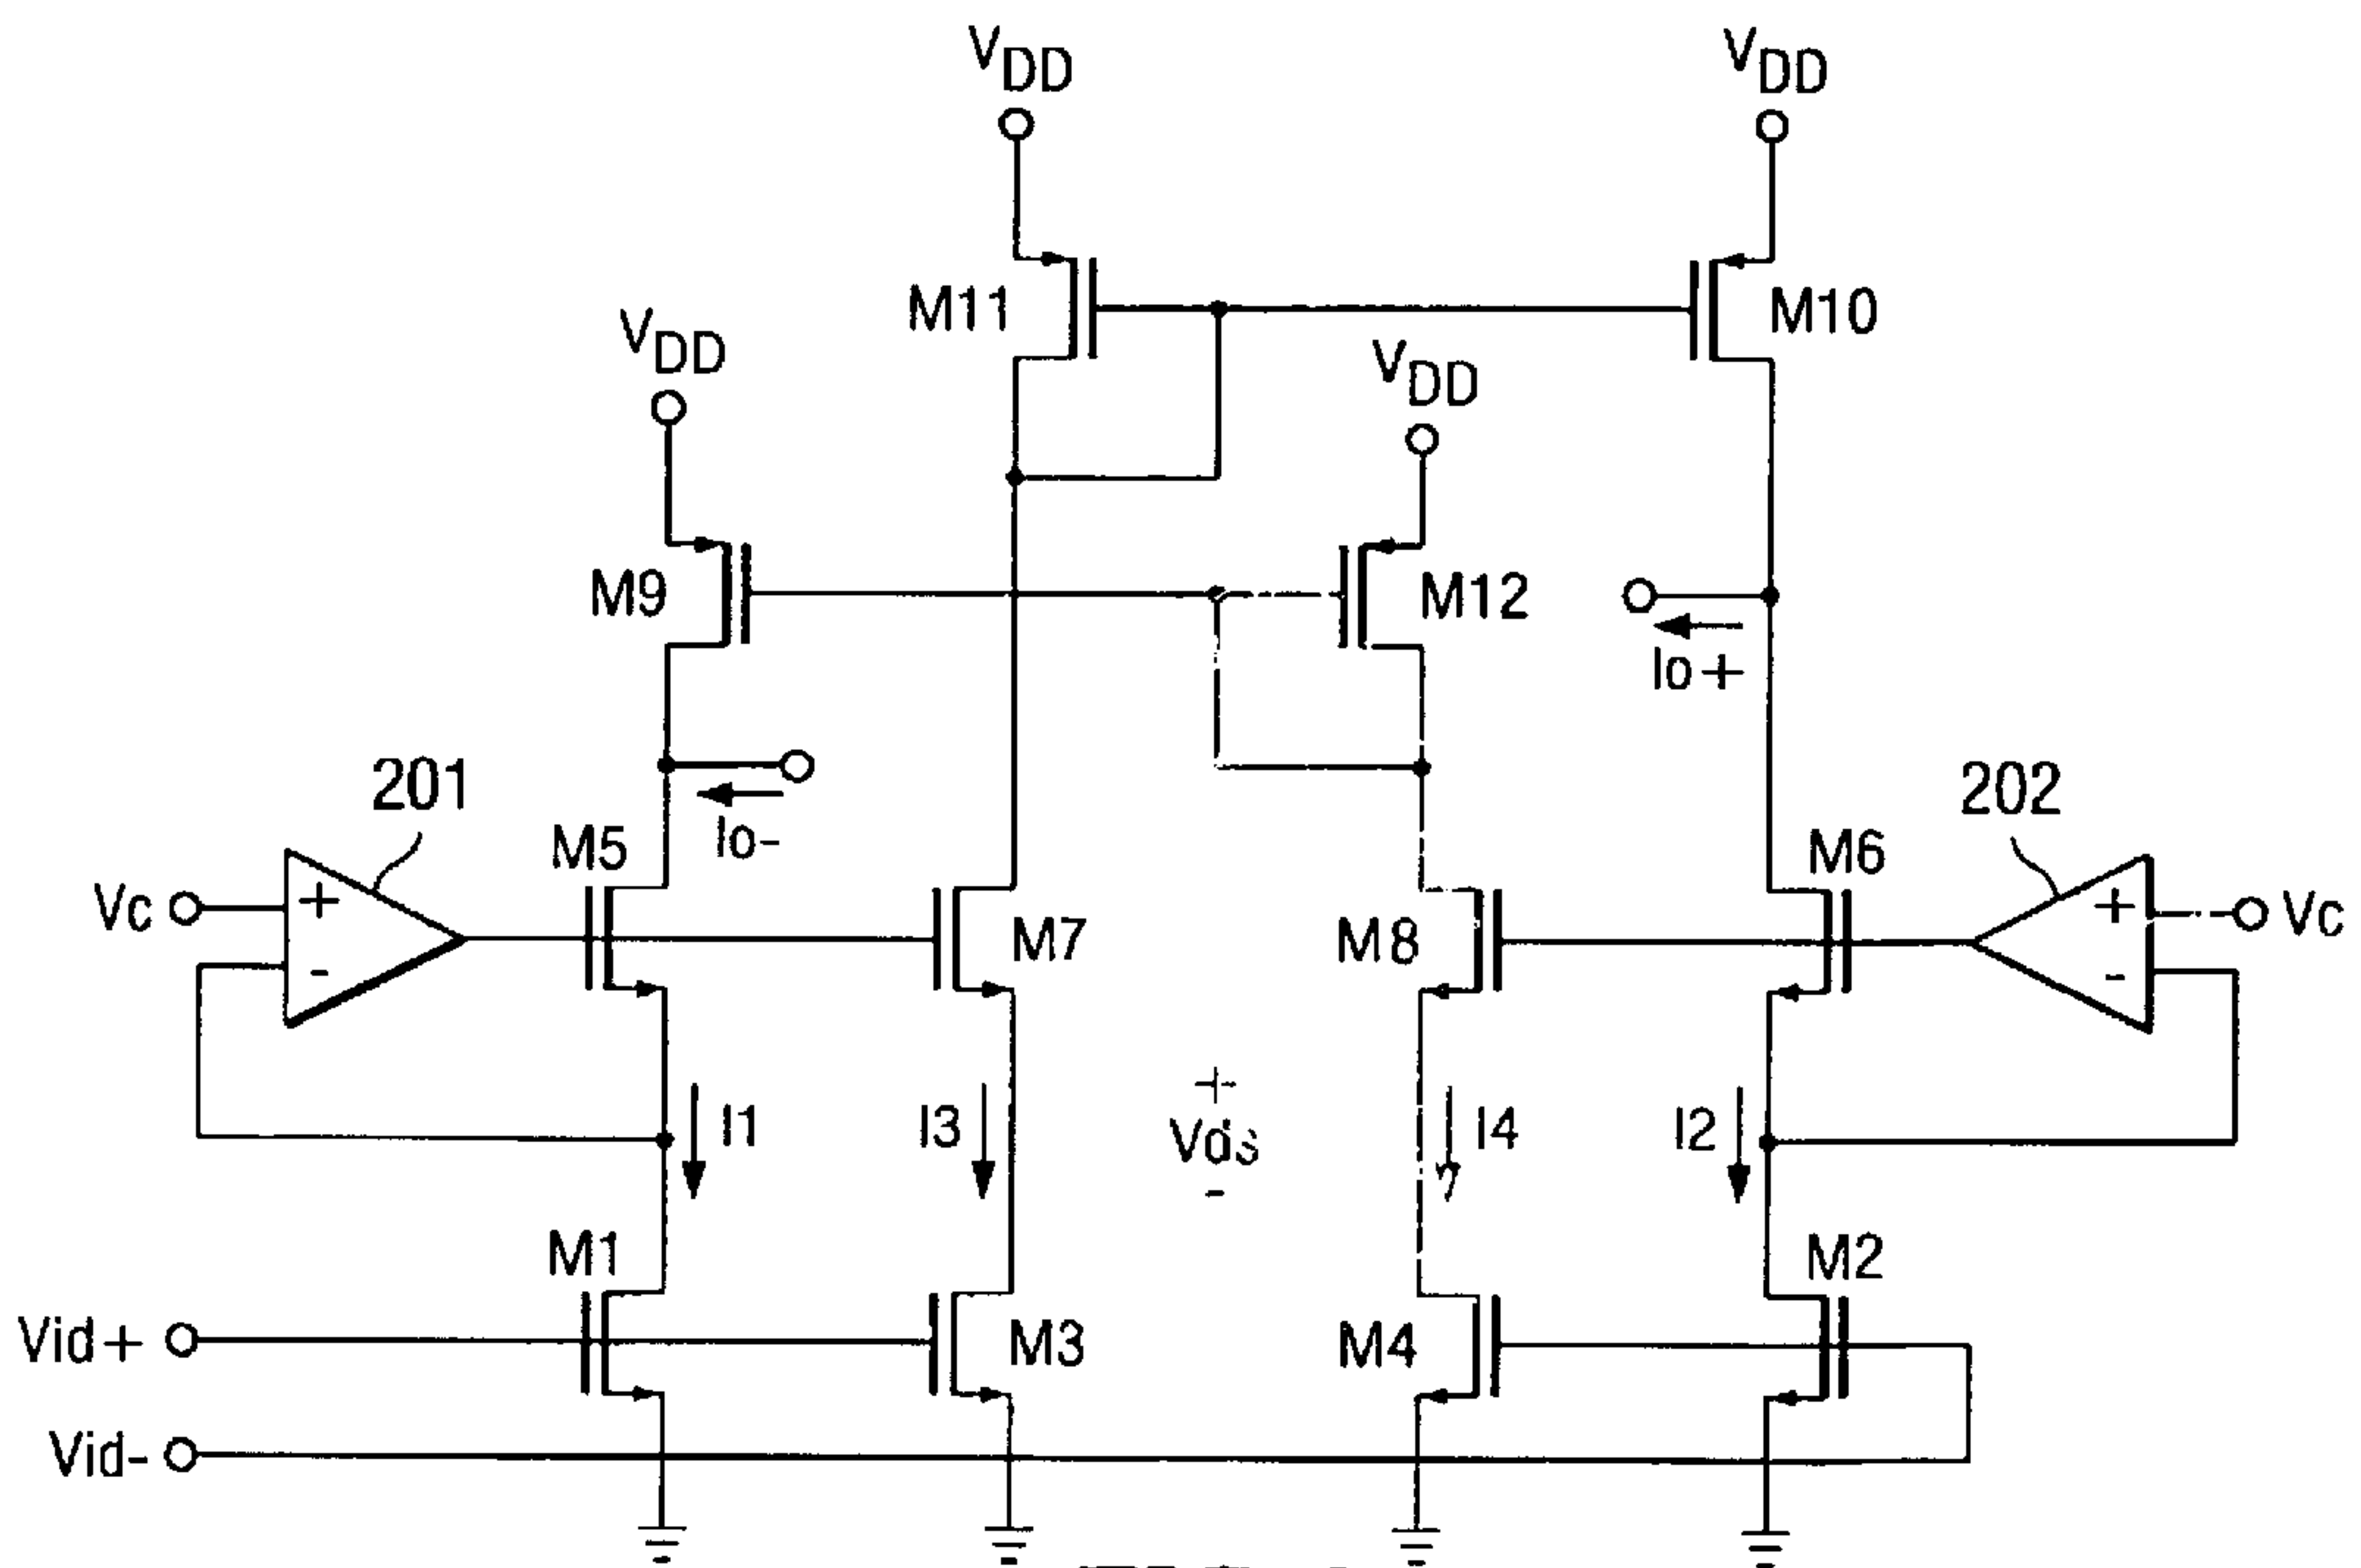 VDD
VDD
M11
M10
VDD
VDD
M9
M12
Io+
201
202
Io-
M5
M6
Vc
+
-
M7
M8
+
-
Vc
I1
I3
+
Vds
-
I4
I2
M1
M2
Vid+
M3
M4
Vid-